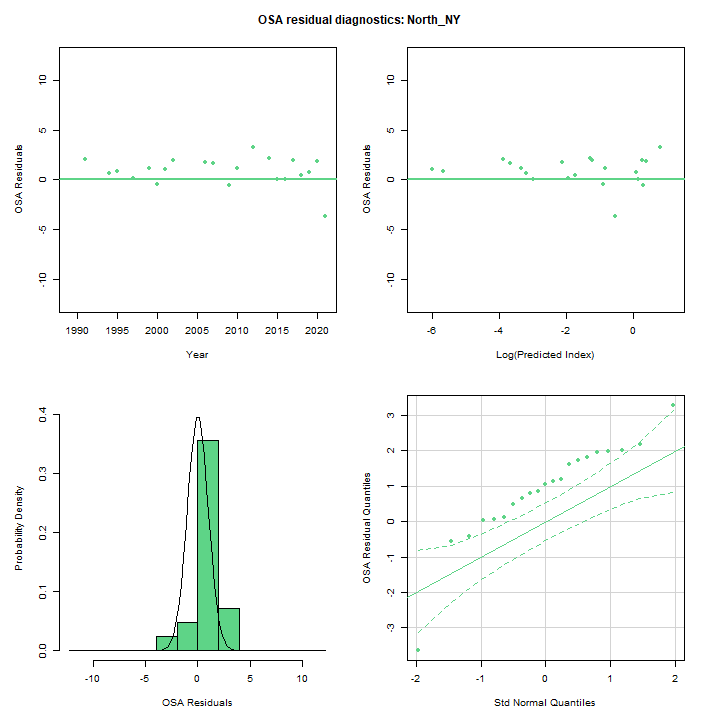 OSA residual diagnostics: North_NY
OSA Residuals
10
5
0
-5
-10
1990 1995 2000 2005 2010 2015 2020
Year
OSA Residuals
10
5
0
-5
-10
-6 -4 -2 0
Log(Predicted Index)
Probability Density
0.4
0.3
0.2
0.1
0.0
-10 -5 0 5 10
OSA Residuals
OSA Residual Quantiles
3
2
1
0
-1
-2
-3
-2 -1 0 1 2
Std Normal Quantiles